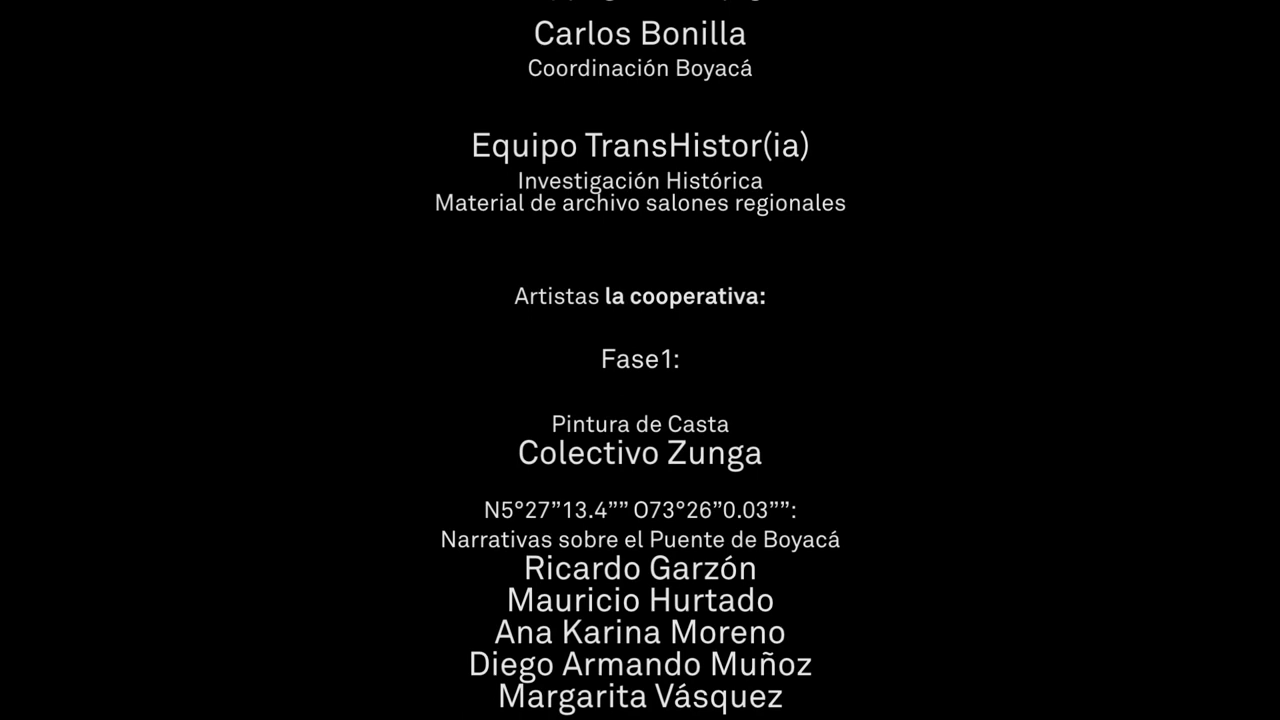 Carlos Bonilla
Coordinación Boyacá
Equipo TransHistor(ia)
Investigación Histórica
Material de archivo salones regionales
Artistas la cooperativa:
Fase1:
Pintura de Casta
Colectivo Zunga
N5°27”13.4”” O73°26”0.03””:
Narrativas sobre el Puente de Boyacá
Ricardo Garzón
Mauricio Hurtado
Ana Karina Moreno
Diego Armando Muñoz
Margarita Vásquez